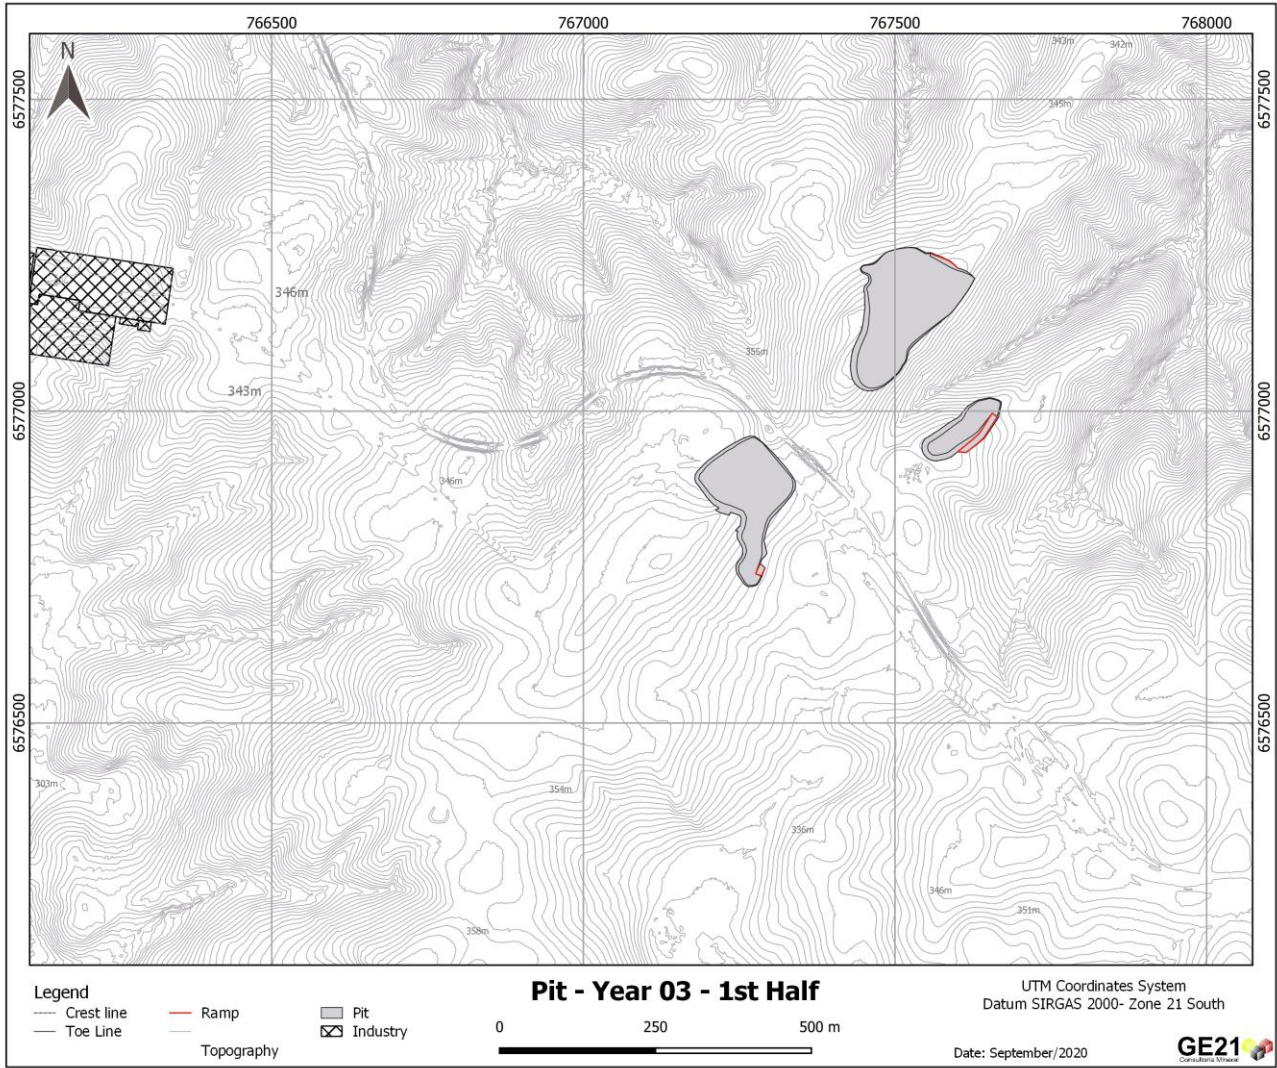 766500 767000 767500 768000
N
343m 342m
6577500 6577500
345m
346m
355m
343m
6577000 6577000
346m
6576500 6576500
303m
354m
336m
346m
351m
358m
Legend
Crest line
Toe Line
Ramp
Topography
Pit
Industry
Pit - Year 03 - 1st Half
0 250 500 m
UTM Coordinates System
Datum SIRGAS 2000- Zone 21 South
Date: September/2020
GE21
Consultoria Mineral